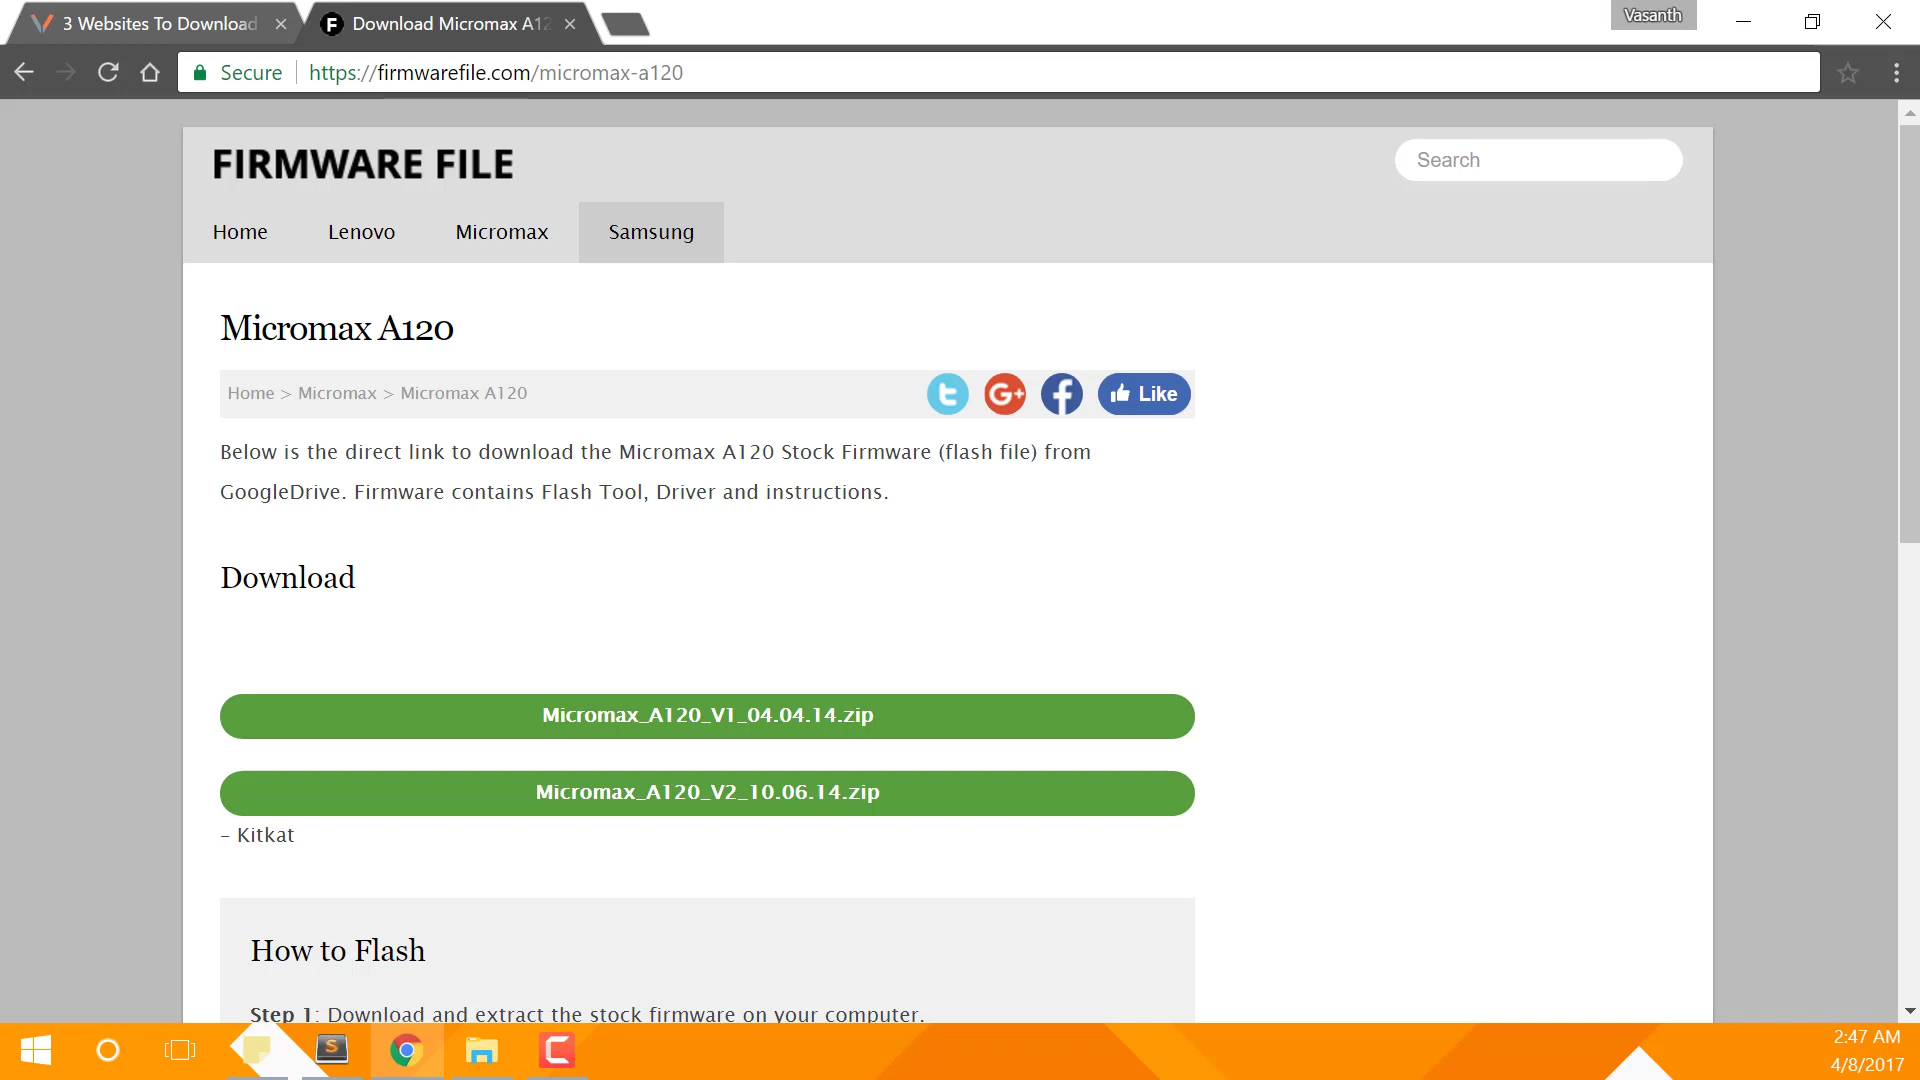 3 Websites To Download
Download Micromax A12
Vasanth
Secure
https://firmwarefile.com/micromax-a120
FIRMWARE FILE
Search
Home
Lenovo
Micromax
Samsung
Micromax A120
Home > Micromax > Micromax A120
Like
Below is the direct link to download the Micromax A120 Stock Firmware (flash file) from
GoogleDrive. Firmware contains Flash Tool, Driver and instructions.
Download
Micromax_A120_V1_04.04.14.zip
Micromax_A120_V2_10.06.14.zip
– Kitkat
How to Flash
Step 1: Download and extract the stock firmware on your computer.
2:47 AM
4/8/2017